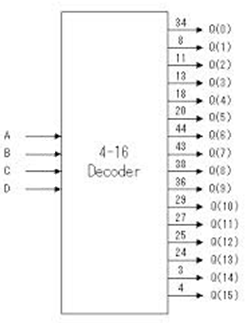 34 Q(0)
8 Q(1)
11 Q(2)
13 Q(3)
18 Q(4)
20 Q(5)
A 44 Q(6)
B 4-16 43 Q(7)
C Decoder 38 Q(8)
D 36 Q(9)
29 Q(10)
27 Q(11)
25 Q(12)
24 Q(13)
3 Q(14)
4 Q(15)